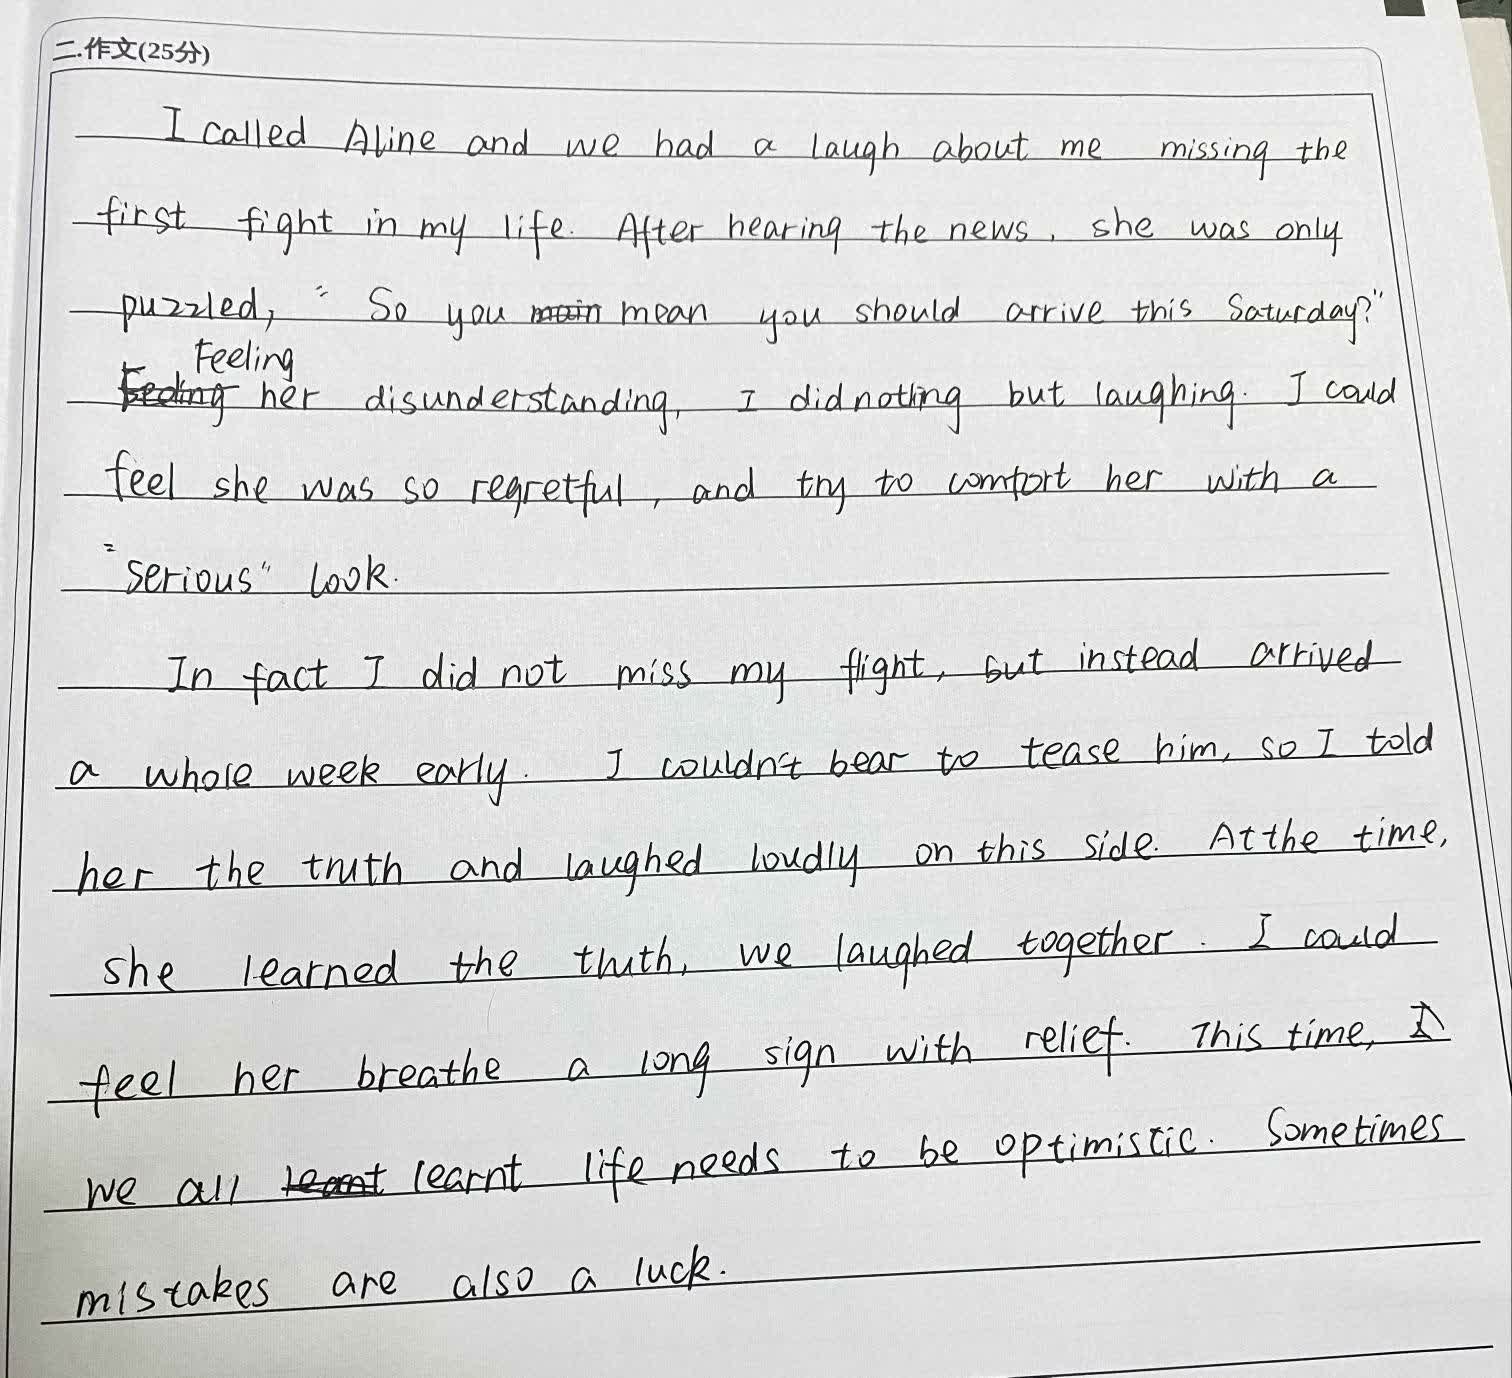 二.作文(25分)
I called Aline and we had a laugh about me missing the
first fight in my life. After hearing the news, she was only
puzzled, "So you mean you should arrive this Saturday?"
Feeling
her disunderstanding, I did nothing but laughing. I could
feel she was so regretful, and try to comfort her with a
"serious" look.
In fact I did not miss my flight, but instead arrived
a whole week early. I couldn't bear to tease him, so I told
her the truth and laughed loudly on this side. At the time,
she learned the thuth, we laughed together. I could
feel her breathe a long sign with relief. This time,
we all learnt life needs to be optimistic. Sometimes
mistakes are also a luck.